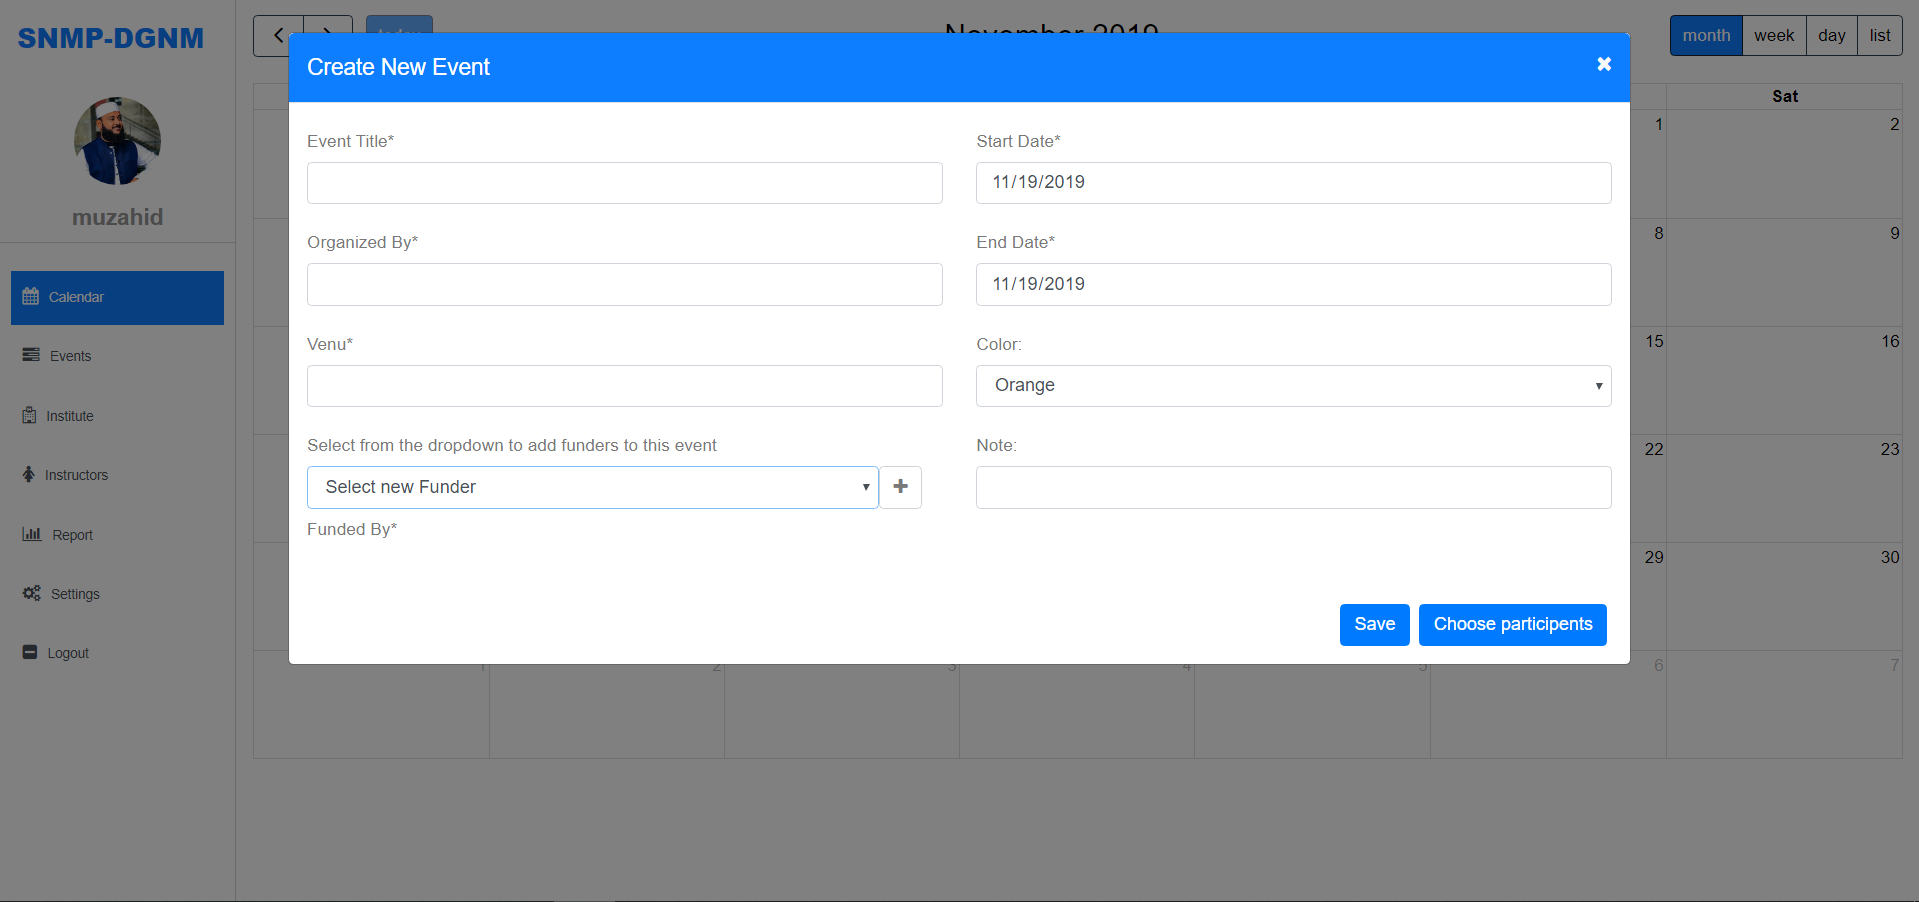 SNMP-DGNM
muzahid
Calendar
Events
Institute
Instructors
Report
Settings
Logout
today
November 2019
month week day list
Create New Event
Event Title*
Start Date*
11/19/2019
Organized By*
End Date*
11/19/2019
Venu*
Color:
Orange
Select from the dropdown to add funders to this event
Select new Funder
Note:
Funded By*
Save
Choose participents
Sat
1 2
8 9
15 16
22 23
29 30
1 2 3 4 5 6 7